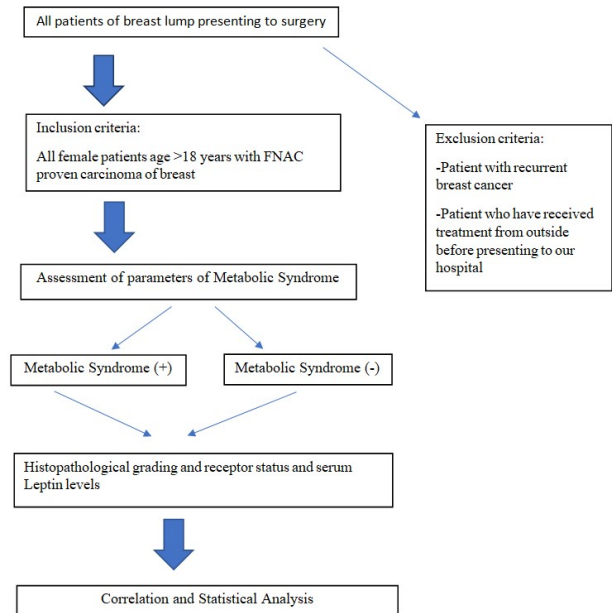 All patients of breast lump presenting to surgery
Inclusion criteria:
All female patients age >18 years with FNAC
proven carcinoma of breast
Exclusion criteria:
-Patient with recurrent
breast cancer
-Patient who have received
treatment from outside
before presenting to our
hospital
Assessment of parameters of Metabolic Syndrome
Metabolic Syndrome (+)
Metabolic Syndrome (-)
Histopathological grading and receptor status and serum
Leptin levels
Correlation and Statistical Analysis